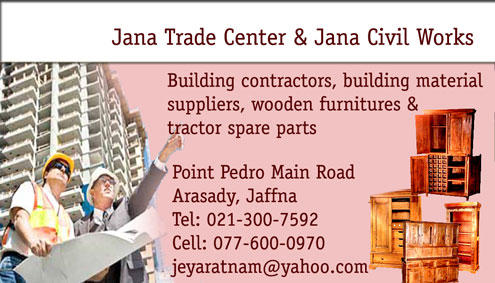 Jana Trade Center & Jana Civil Works
Building contractors, building material
suppliers, wooden furnitures &
tractor spare parts
Point Pedro Main Road
Arasady, Jaffna
Tel: 021-300-7592
Cell: 077-600-0970
jeyaratnam@yahoo.com